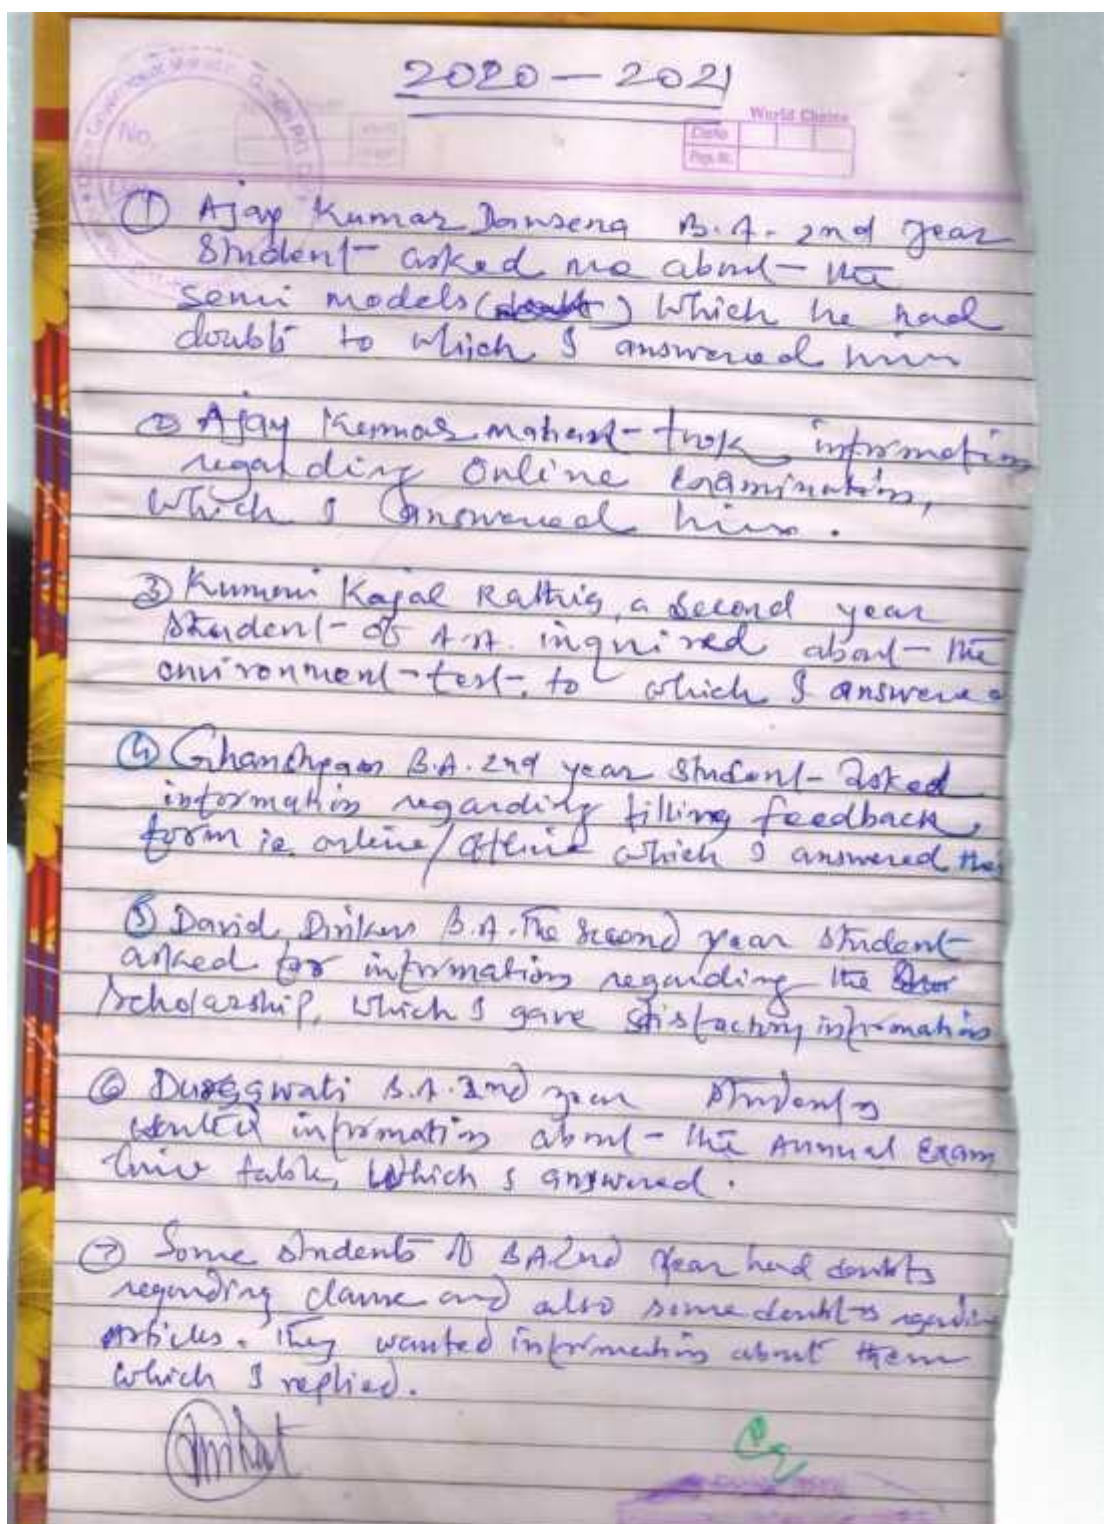 2020-2021
World Choice
Date
Page No.
No.
① Ajay Kumar Dansena B.A. 2nd year
Student asked me about the
semi models () Which he had
doubt to which I answered him
② Ajay Kumar mahant took information
regarding Online Examination,
Which I answered him.
③ Kumari Kajal Rathia, a second year
Student of inquired about the
environment test, to which I answered
④ Ghanshyam B.A. 2nd year Student asked
information regarding filling feedback
form ie online/offline which I answered the
⑤ David B.A. The second year student
asked for information regarding the
Scholarship, which I gave stisfactory information
⑥ B.A. 2nd year Students
wanted information about the Annual Exam
time table, Which I answered.
⑦ Some students of BA 2nd year had doubts
regarding clause and also some doubts regarding
Articles. They wanted information about them
which I replied.